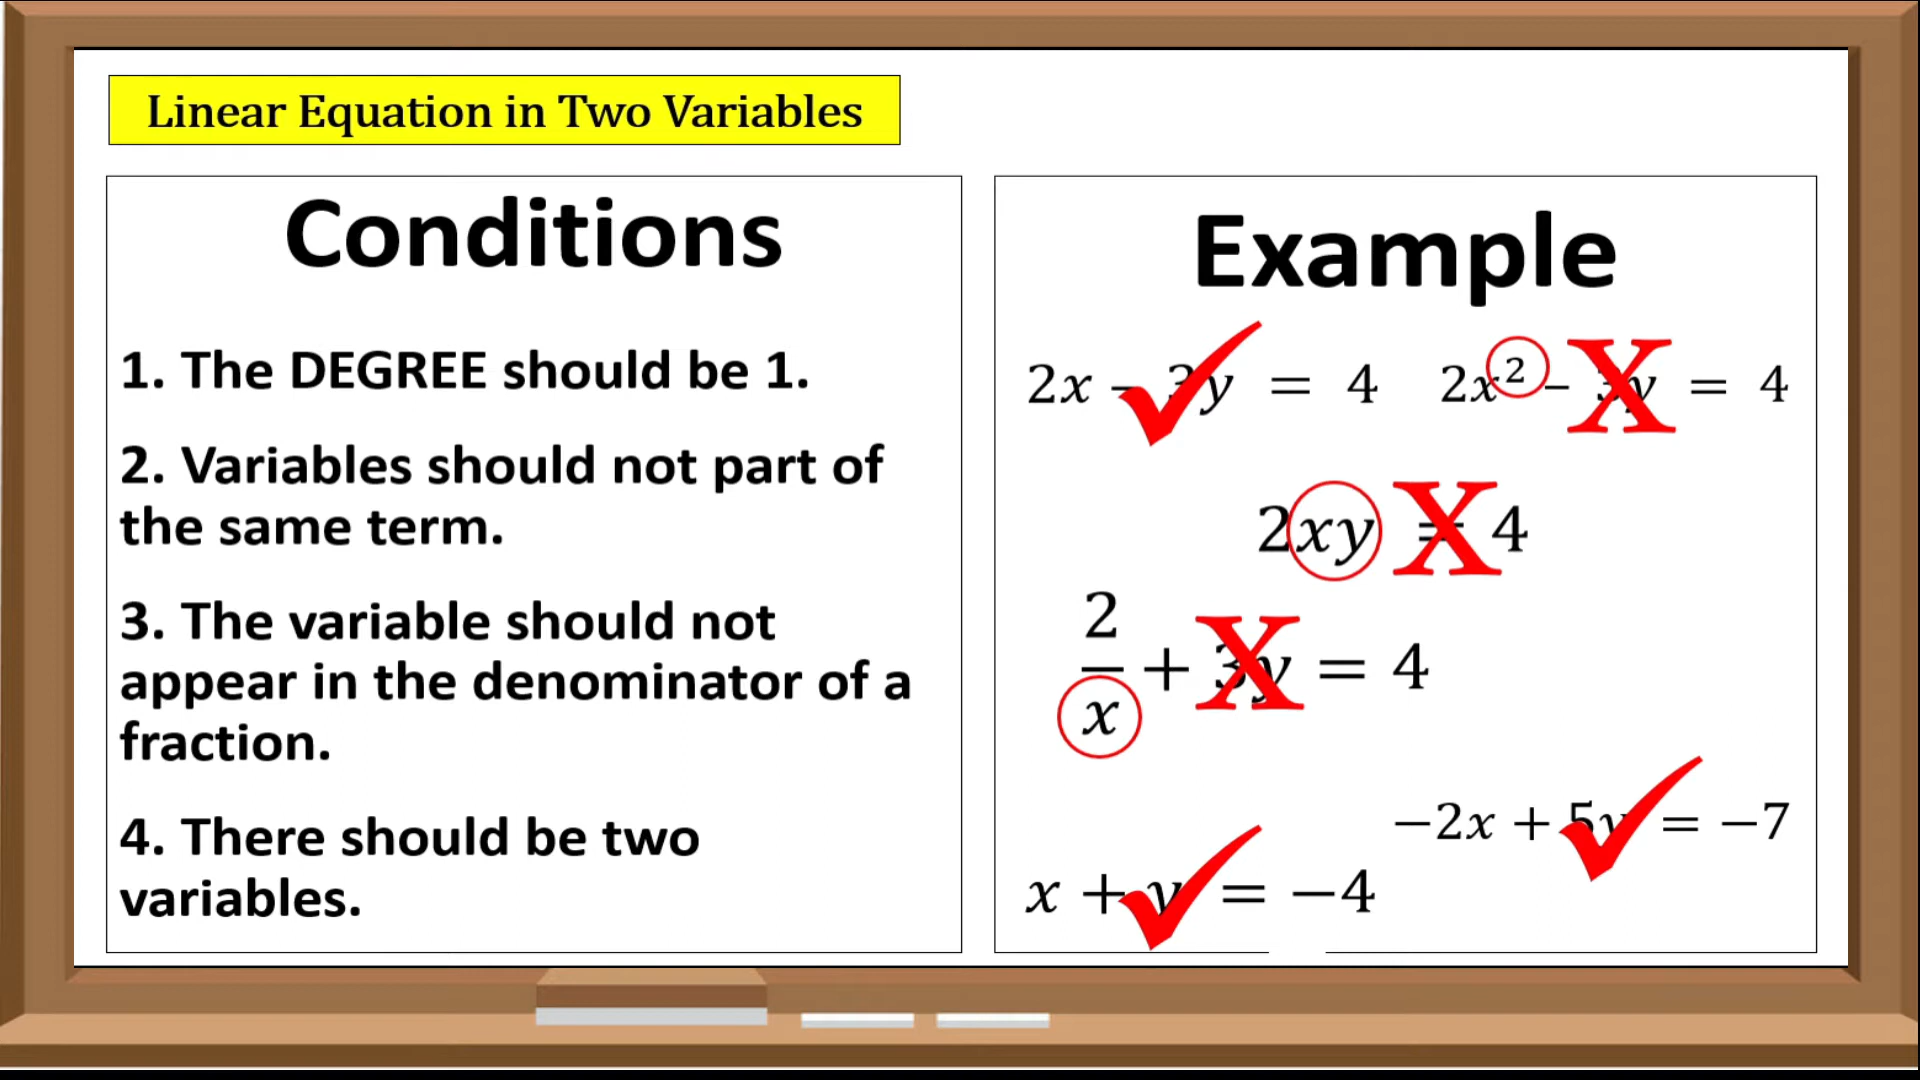 Linear Equation in Two Variables
Conditions
1. The DEGREE should be 1.
2. Variables should not part of
the same term.
3. The variable should not
appear in the denominator of a
fraction.
4. There should be two
variables.
Example
2x – 3y = 4
2x² – 3y = 4
X
2xy = 4
X
2/x + 3y = 4
X
−2x + 5y = −7
x + y = −4